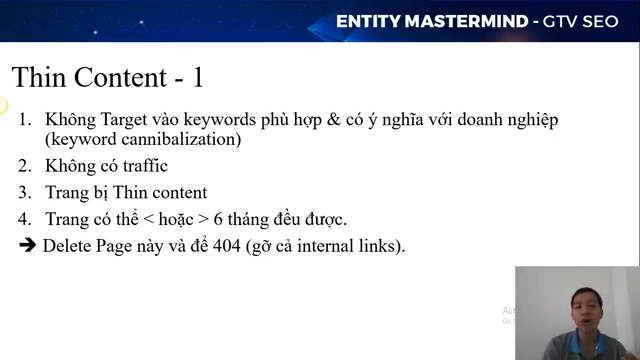 ENTITY MASTERMIND - GTV SEO
Thin Content - 1
1. Không Target vào keywords phù hợp & có ý nghĩa với doanh nghiệp
(keyword cannibalization)
2. Không có traffic
3. Trang bị Thin content
4. Trang có thể < hoặc > 6 tháng đều được.
➔ Delete Page này và để 404 (gỡ cả internal links).